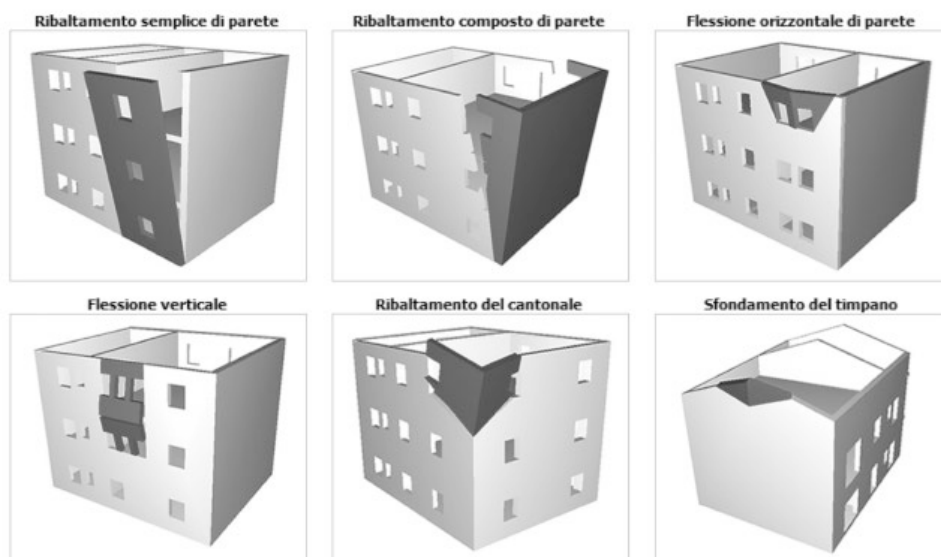 Ribaltamento semplice di parete
Ribaltamento composto di parete
Flessione orizzontale di parete
Flessione verticale
Ribaltamento del cantonale
Sfondamento del timpano